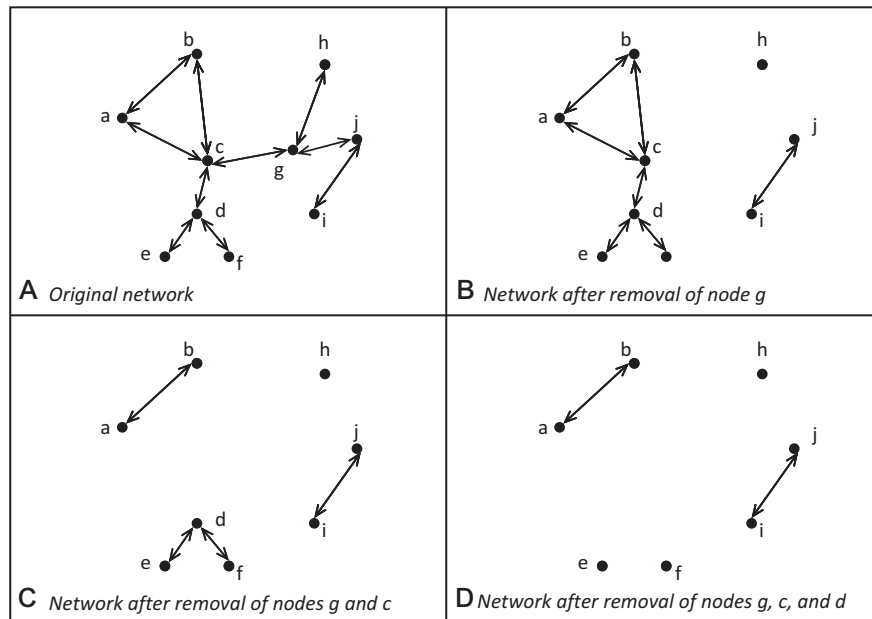 b
h
a
j
c
g
d
i
e
f
A Original network
b
h
a
j
c
d
i
e
B Network after removal of node g
b
h
a
j
d
i
e
f
C Network after removal of nodes g and c
b
h
a
j
i
e
f
D Network after removal of nodes g, c, and d